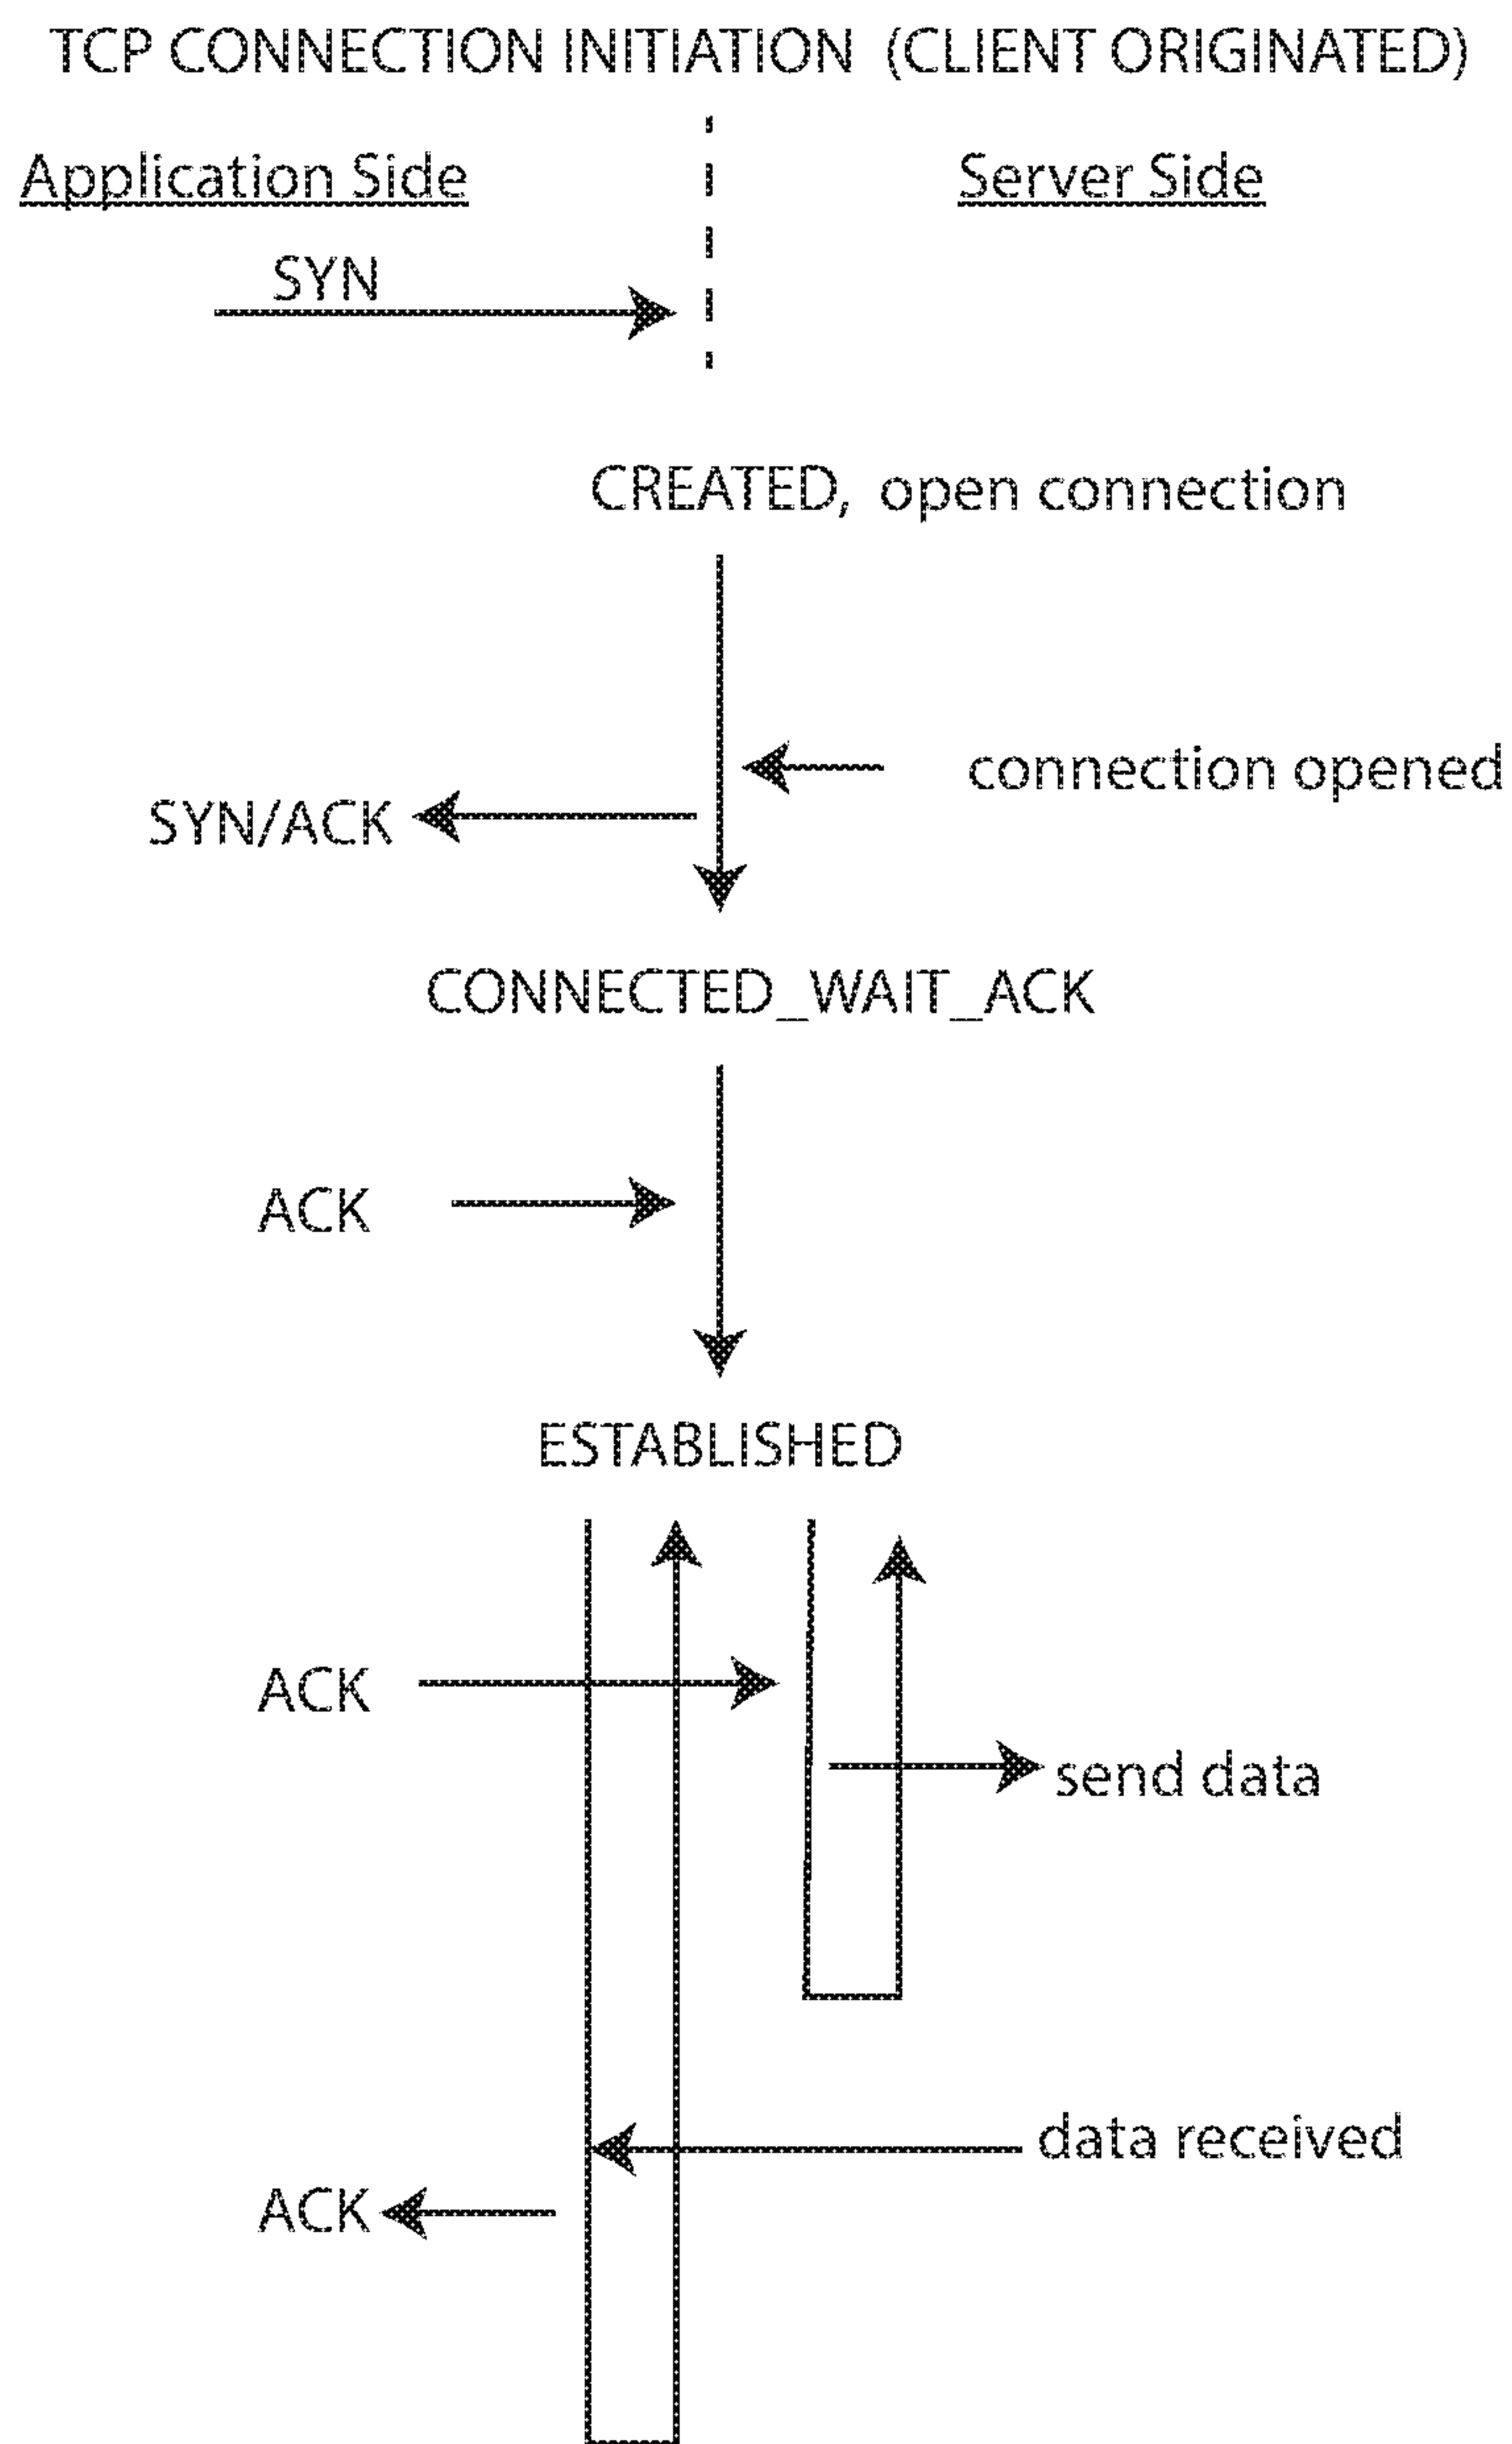 TCP CONNECTION INITIATION (CLIENT ORIGINATED)
Application Side
Server Side
SYN
CREATED, open connection
connection opened
SYN/ACK
CONNECTED_WAIT_ACK
ACK
ESTABLISHED
ACK
send data
data received
ACK